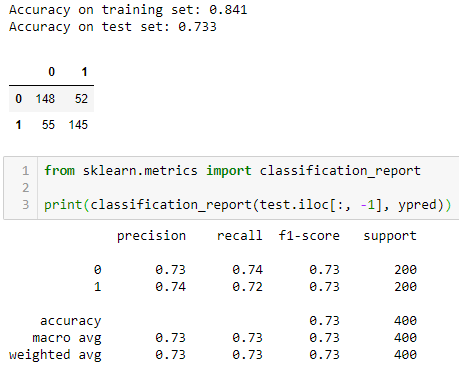 Accuracy on training set: 0.841
Accuracy on test set: 0.733
0 1
0 148 52
1 55 145
1 from sklearn.metrics import classification_report
2
3 print(classification_report(test.iloc[:, -1], ypred))
precision recall f1-score support
0 0.73 0.74 0.73 200
1 0.74 0.72 0.73 200
accuracy 0.73 400
macro avg 0.73 0.73 0.73 400
weighted avg 0.73 0.73 0.73 400